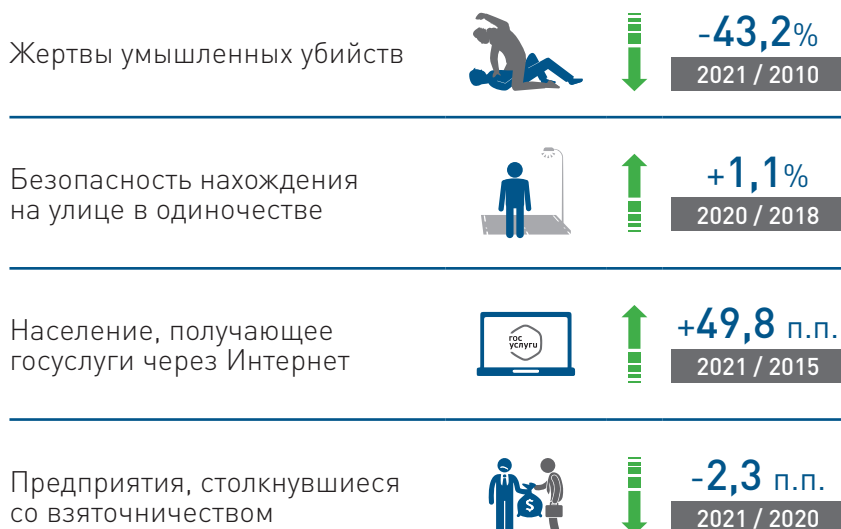 Жертвы умышленных убийств
-43,2%
2021 / 2010
Безопасность нахождения
на улице в одиночестве
+1,1%
2020 / 2018
Население, получающее
госуслуги через Интернет
гос
услуги
+49,8 п.п.
2021 / 2015
Предприятия, столкнувшиеся
со взяточничеством
$
-2,3 п.п.
2021 / 2020